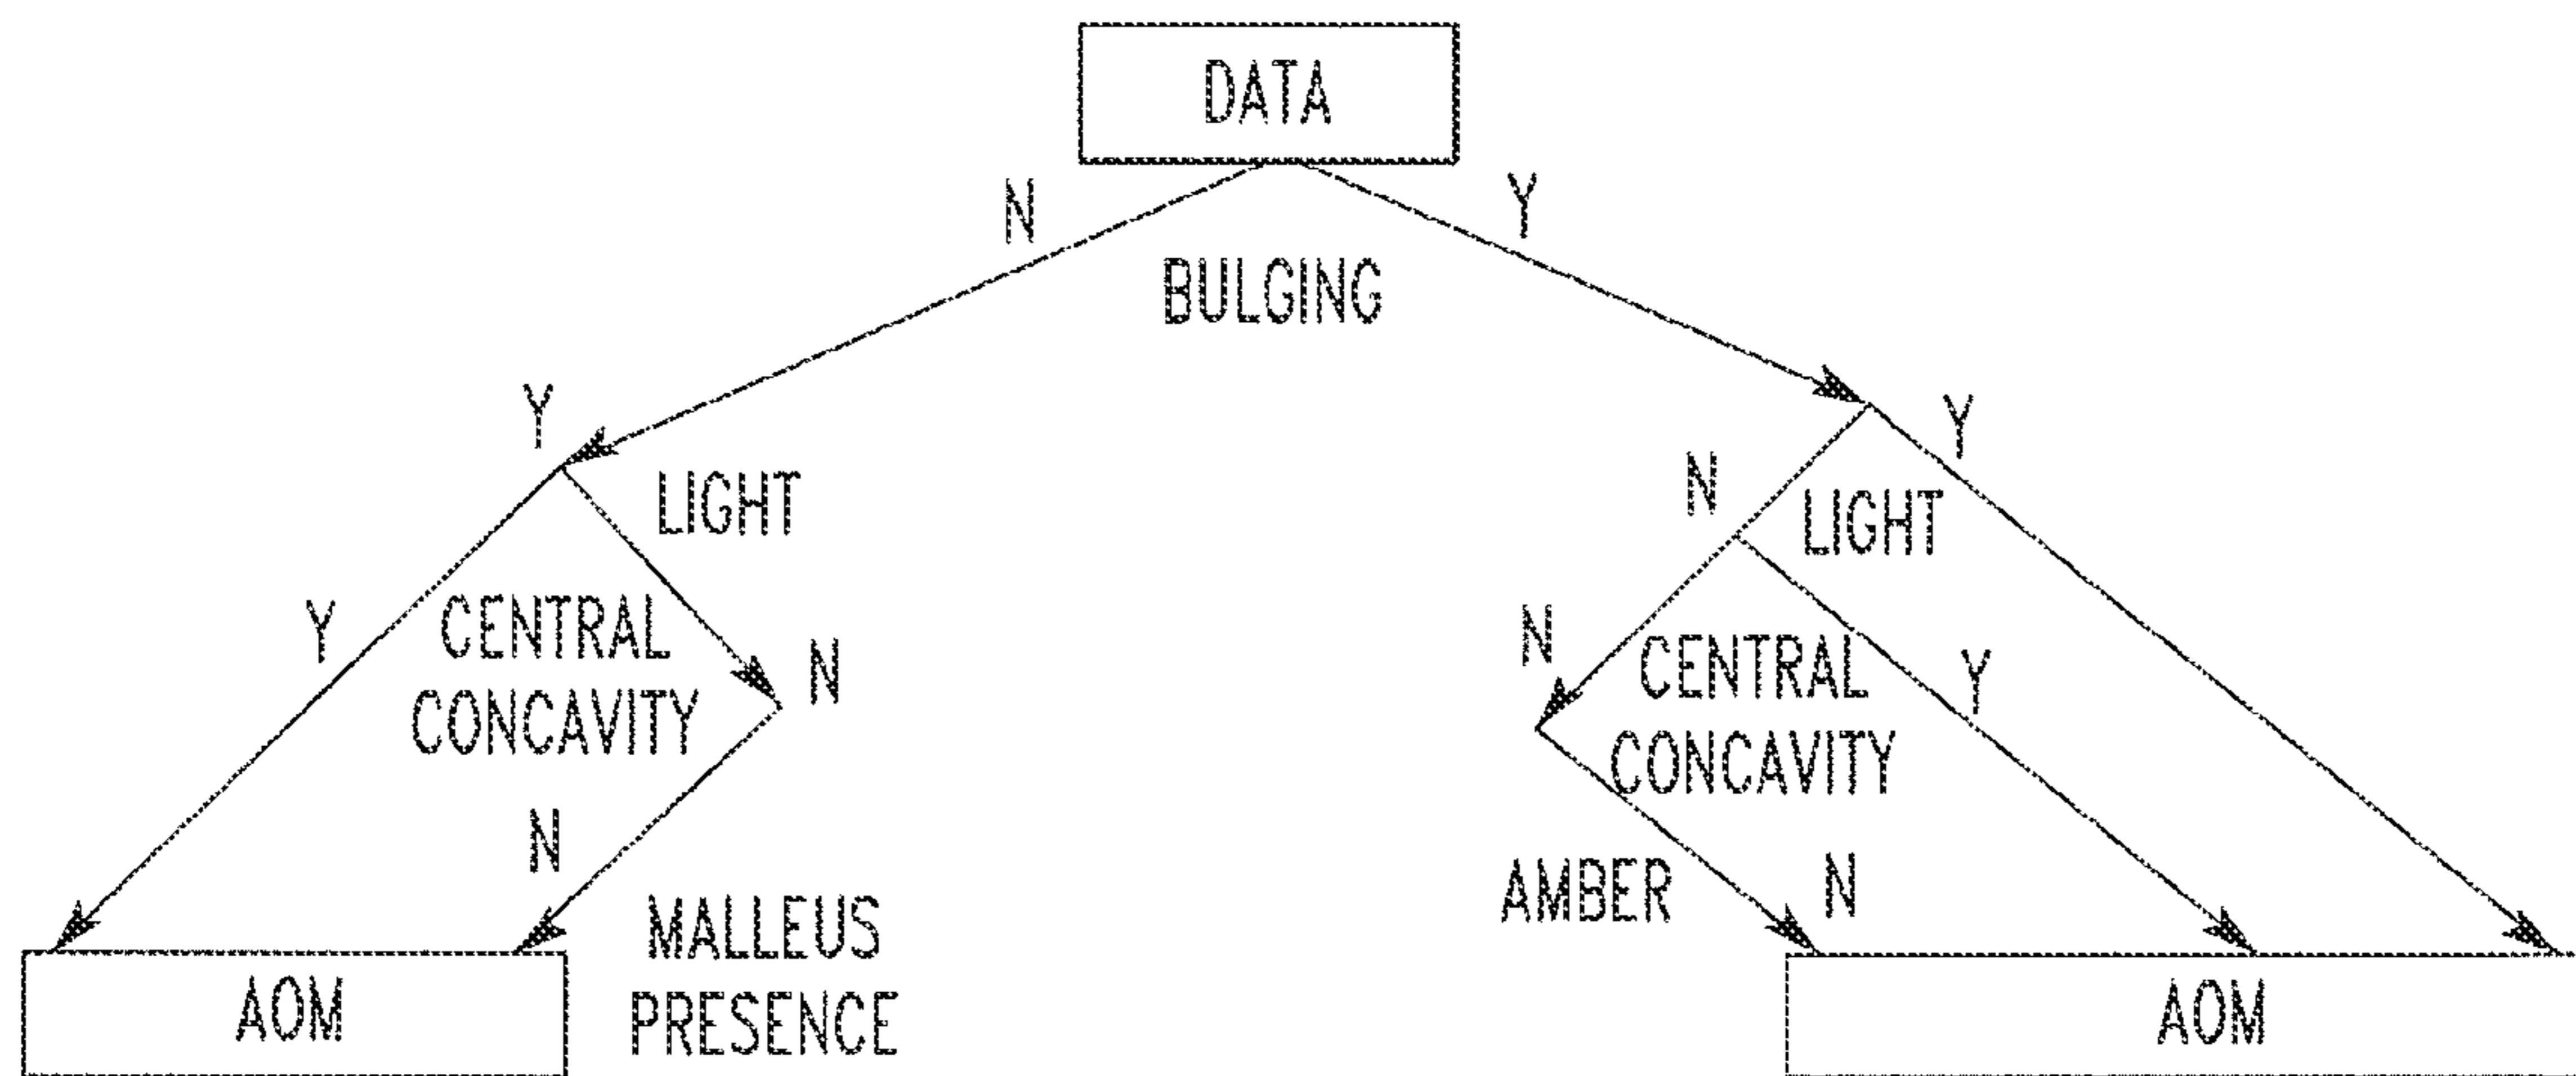 DATA
N
Y
BULGING
Y
Y
LIGHT
N
LIGHT
Y
CENTRAL
CONCAVITY
N
N
CENTRAL
CONCAVITY
Y
N
MALLEUS
PRESENCE
AMBER
N
AOM
AOM